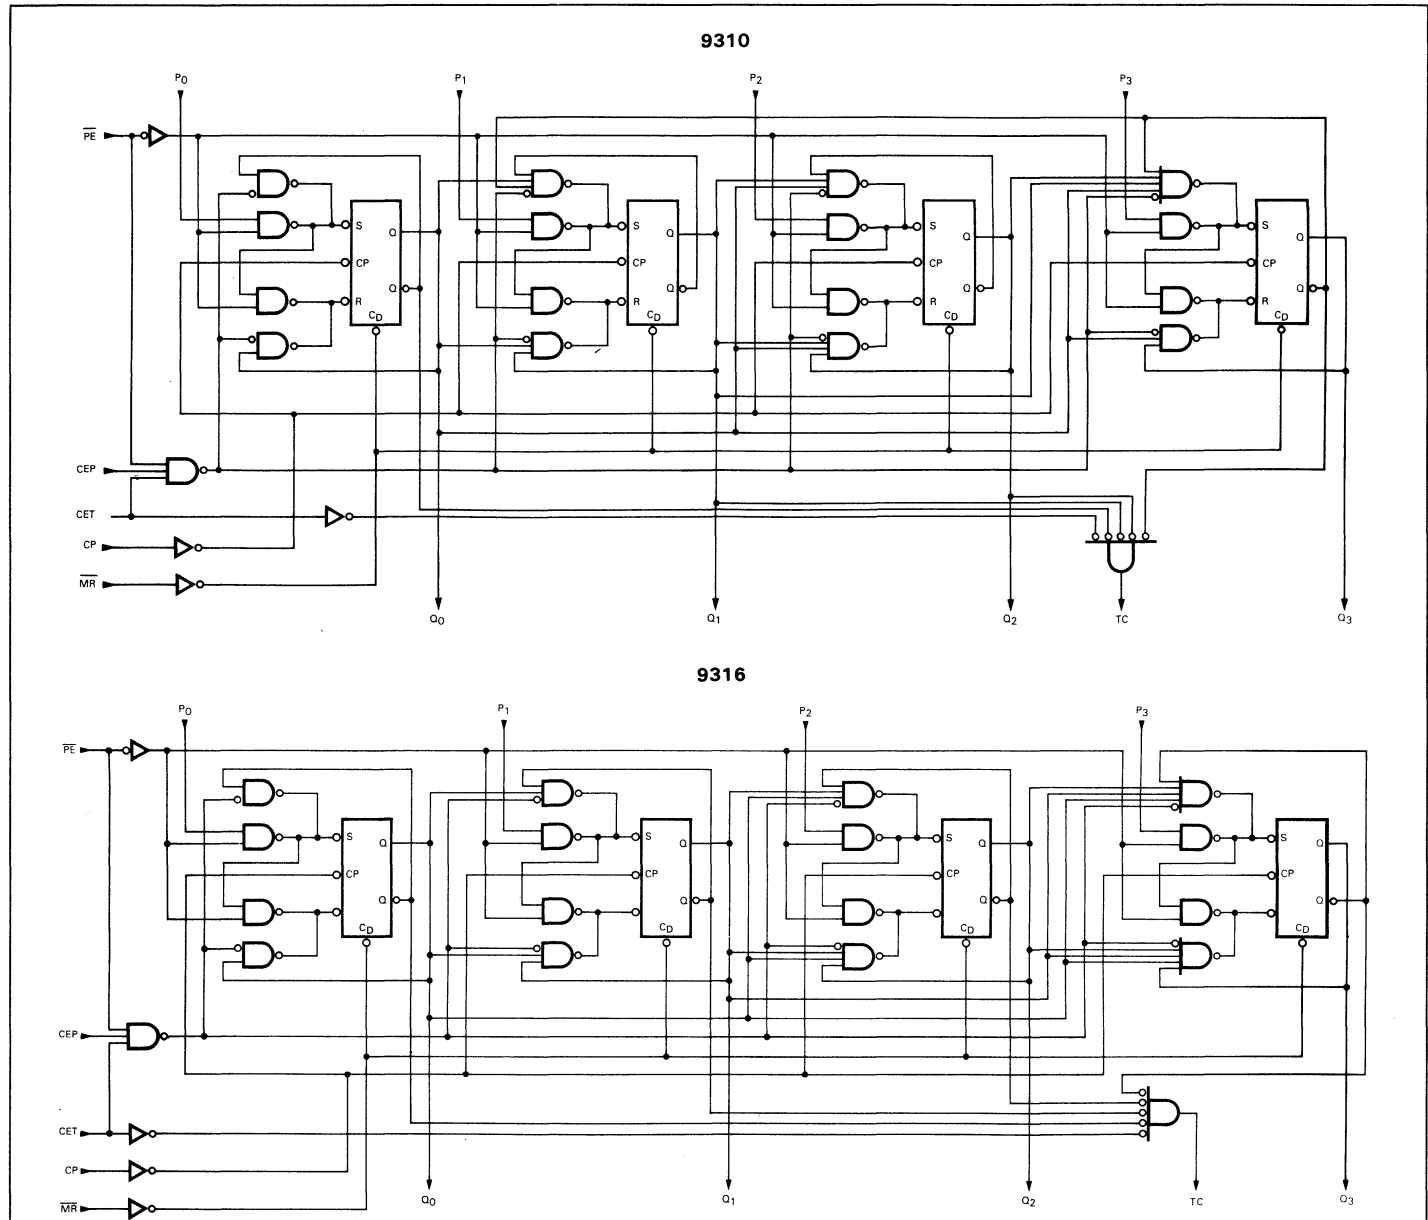 9310
P0 P1 P2 P3
PE
S Q S Q S Q S Q
CP CP CP CP
R Q R Q R Q R Q
CD CD CD CD
CEP
CET
CP
MR
Q0 Q1 Q2 TC Q3
9316
P0 P1 P2 P3
PE
S Q S Q S Q S Q
CP CP CP CP
Q Q Q Q
CD CD CD CD
CEP
CET
CP
MR
Q0 Q1 Q2 TC Q3